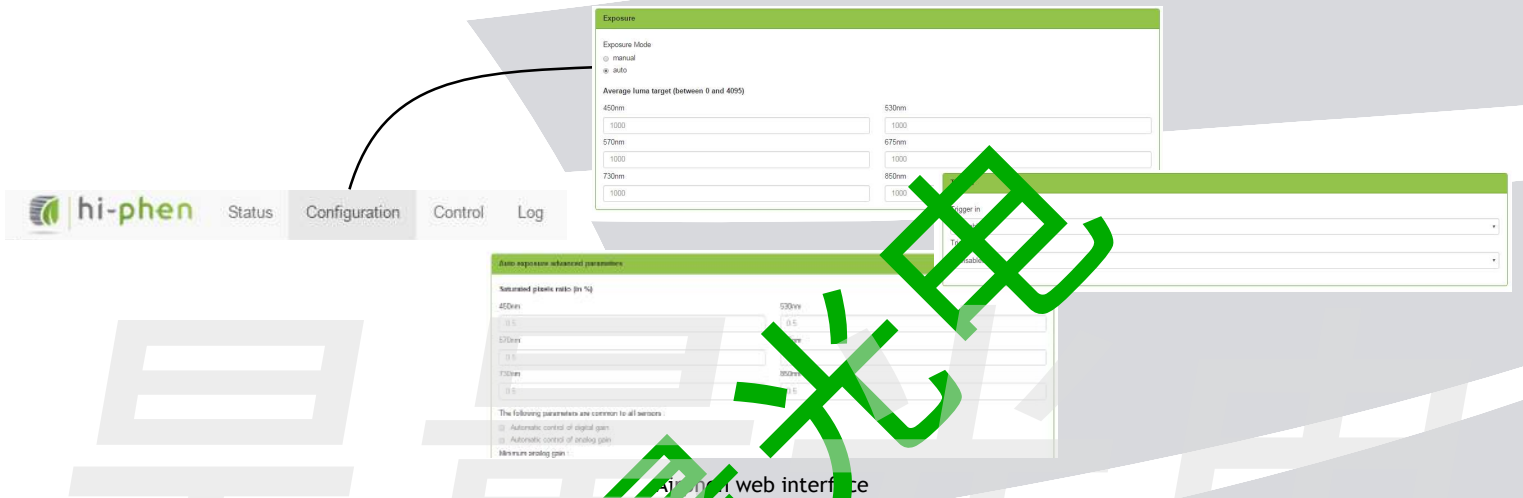 Exposure
Exposure Mode
manual
auto
Average luma target (between 0 and 4095)
450nm 530nm
1000 1000
570nm 675nm
1000 1000
730nm 850nm
1000 1000
hi-phen Status Configuration Control Log
Trigger in
Auto exposure advanced parameters
Saturated pixels ratio (in %)
450nm 530nm
0.5 0.5
570nm
0.5
730nm 850nm
0.5 0.5
The following parameters are common to all sensors :
Automatic control of digital gain
Automatic control of analog gain
Minimum analog gain :
web interface
光电